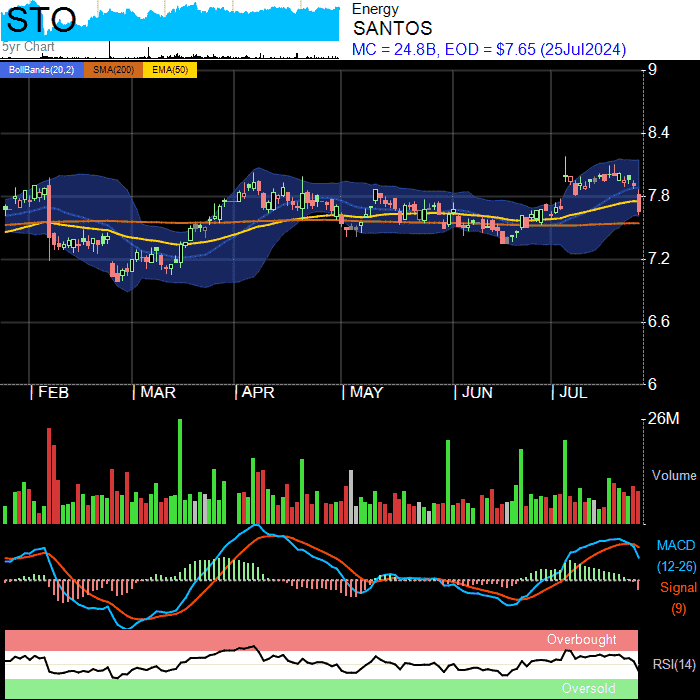 STO
5yr Chart
Energy
SANTOS
MC = 24.8B, EOD = $7.65 (25Jul2024)
BollBands(20,2) SMA(200) EMA(50)
9
8.4
7.8
7.2
6.6
6
FEB MAR APR MAY JUN JUL
26M
Volume
MACD
(12-26)
Signal
(9)
Overbought
RSI(14)
Oversold